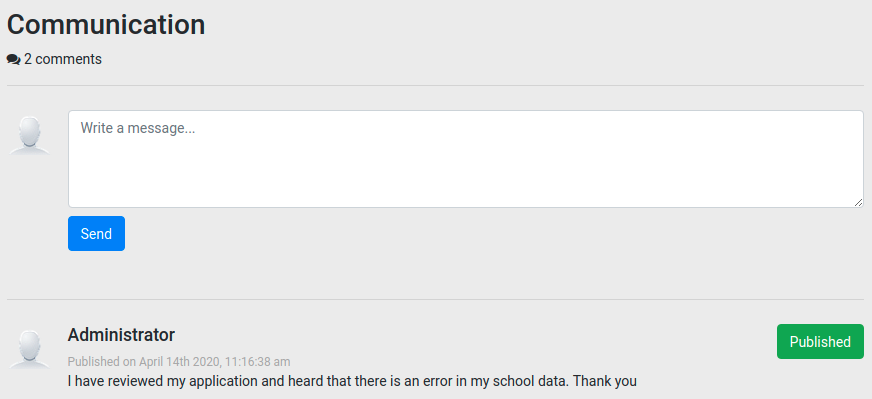 Communication
2 comments
Write a message...
Send
Administrator
Published
Published on April 14th 2020, 11:16:38 am
I have reviewed my application and heard that there is an error in my school data. Thank you